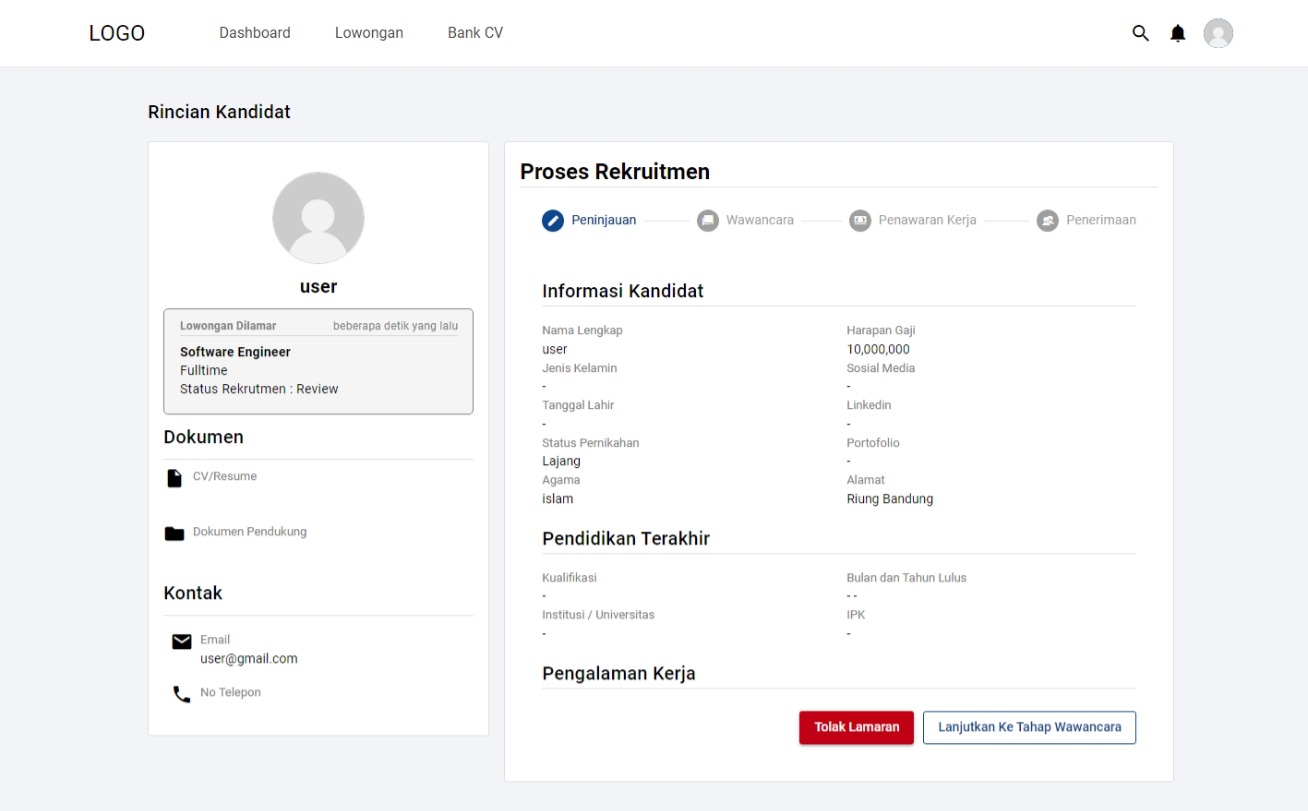 LOGO Dashboard Lowongan Bank CV
Rincian Kandidat
user
Lowongan Dilamar beberapa detik yang lalu
Software Engineer
Fulltime
Status Rekrutmen : Review
Dokumen
CV/Resume
Dokumen Pendukung
Kontak
Email
user@gmail.com
No Telepon
Proses Rekruitmen
Peninjauan Wawancara Penawaran Kerja Penerimaan
Informasi Kandidat
Nama Lengkap Harapan Gaji
user 10,000,000
Jenis Kelamin Sosial Media
- -
Tanggal Lahir Linkedin
- -
Status Pernikahan Portofolio
Lajang -
Agama Alamat
islam Riung Bandung
Pendidikan Terakhir
Kualifikasi Bulan dan Tahun Lulus
- - -
Institusi / Universitas IPK
- -
Pengalaman Kerja
Tolak Lamaran Lanjutkan Ke Tahap Wawancara